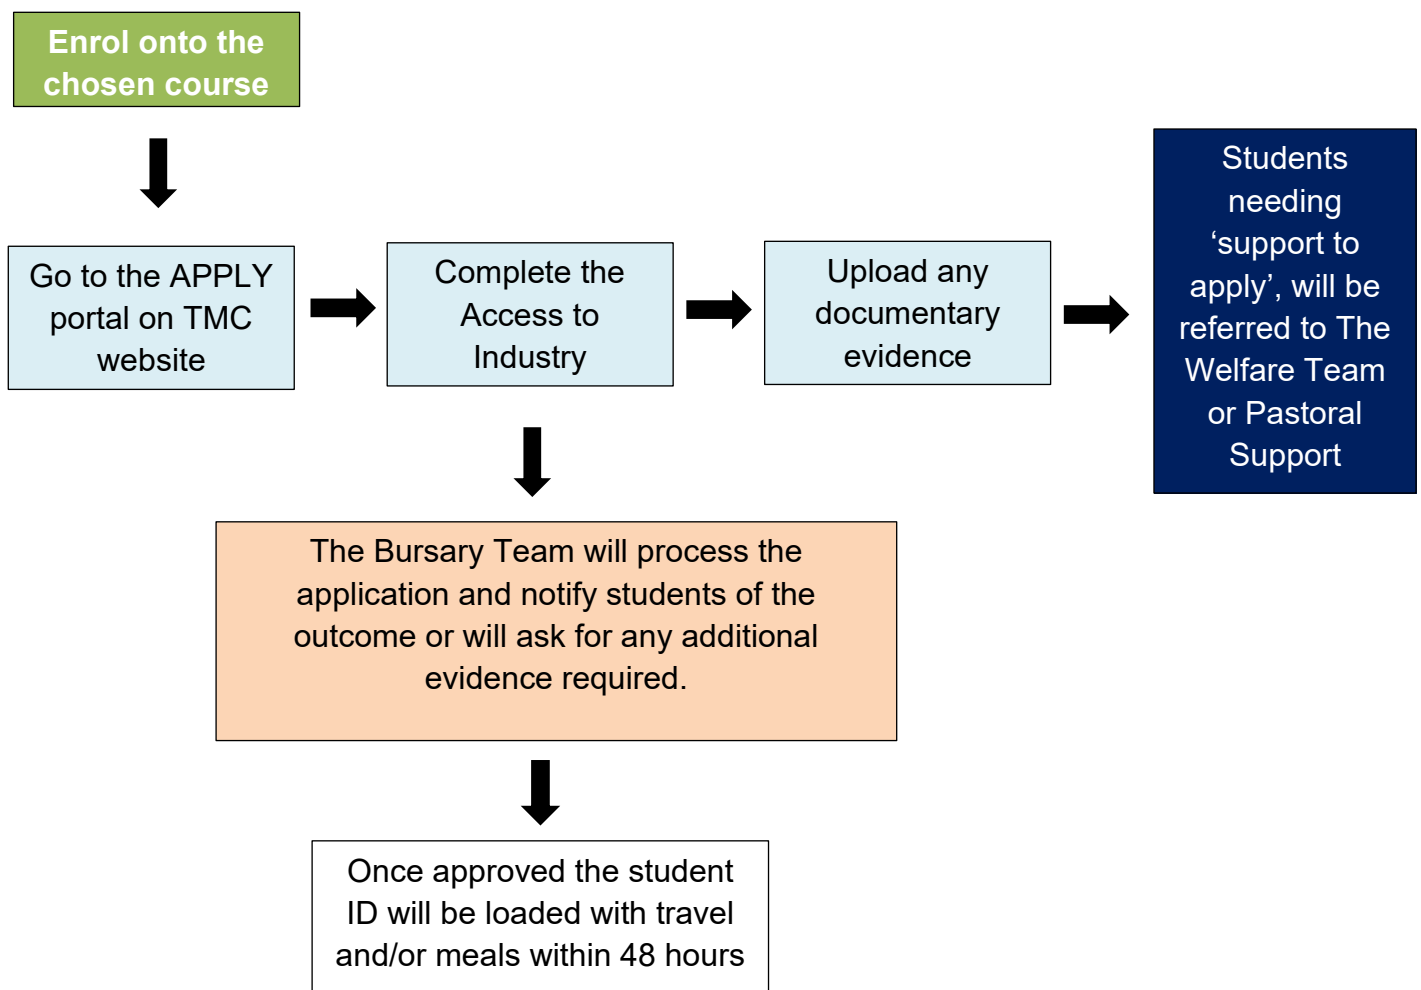 Enrol onto the
chosen course
Go to the APPLY
portal on TMC
website
Complete the
Access to
Industry
Upload any
documentary
evidence
Students
needing
‘support to
apply’, will be
referred to The
Welfare Team
or Pastoral
Support
The Bursary Team will process the
application and notify students of the
outcome or will ask for any additional
evidence required.
Once approved the student
ID will be loaded with travel
and/or meals within 48 hours